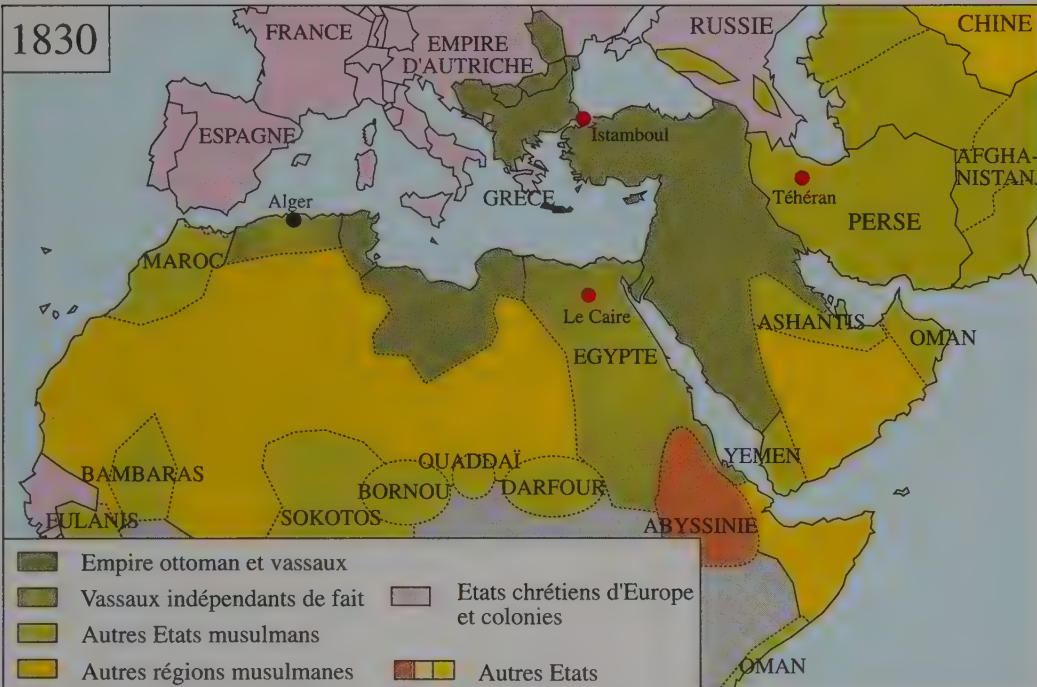 1830
FRANCE
EMPIRE
D'AUTRICHE
RUSSIE
CHINE
ESPAGNE
Istamboul
AFGHA-
NISTAN
GRECE
Téhéran
Alger
PERSE
MAROC
Le Caire
ASHANTIS
OMAN
EGYPTE
BAMBARAS
OUADDAÏ
YEMEN
BORNOU
DARFOUR
FULANIS
SOKOTOS
ABYSSINIE
Empire ottoman et vassaux
Vassaux indépendants de fait
Autres Etats musulmans
Autres régions musulmanes
Etats chrétiens d'Europe
et colonies
Autres Etats
OMAN